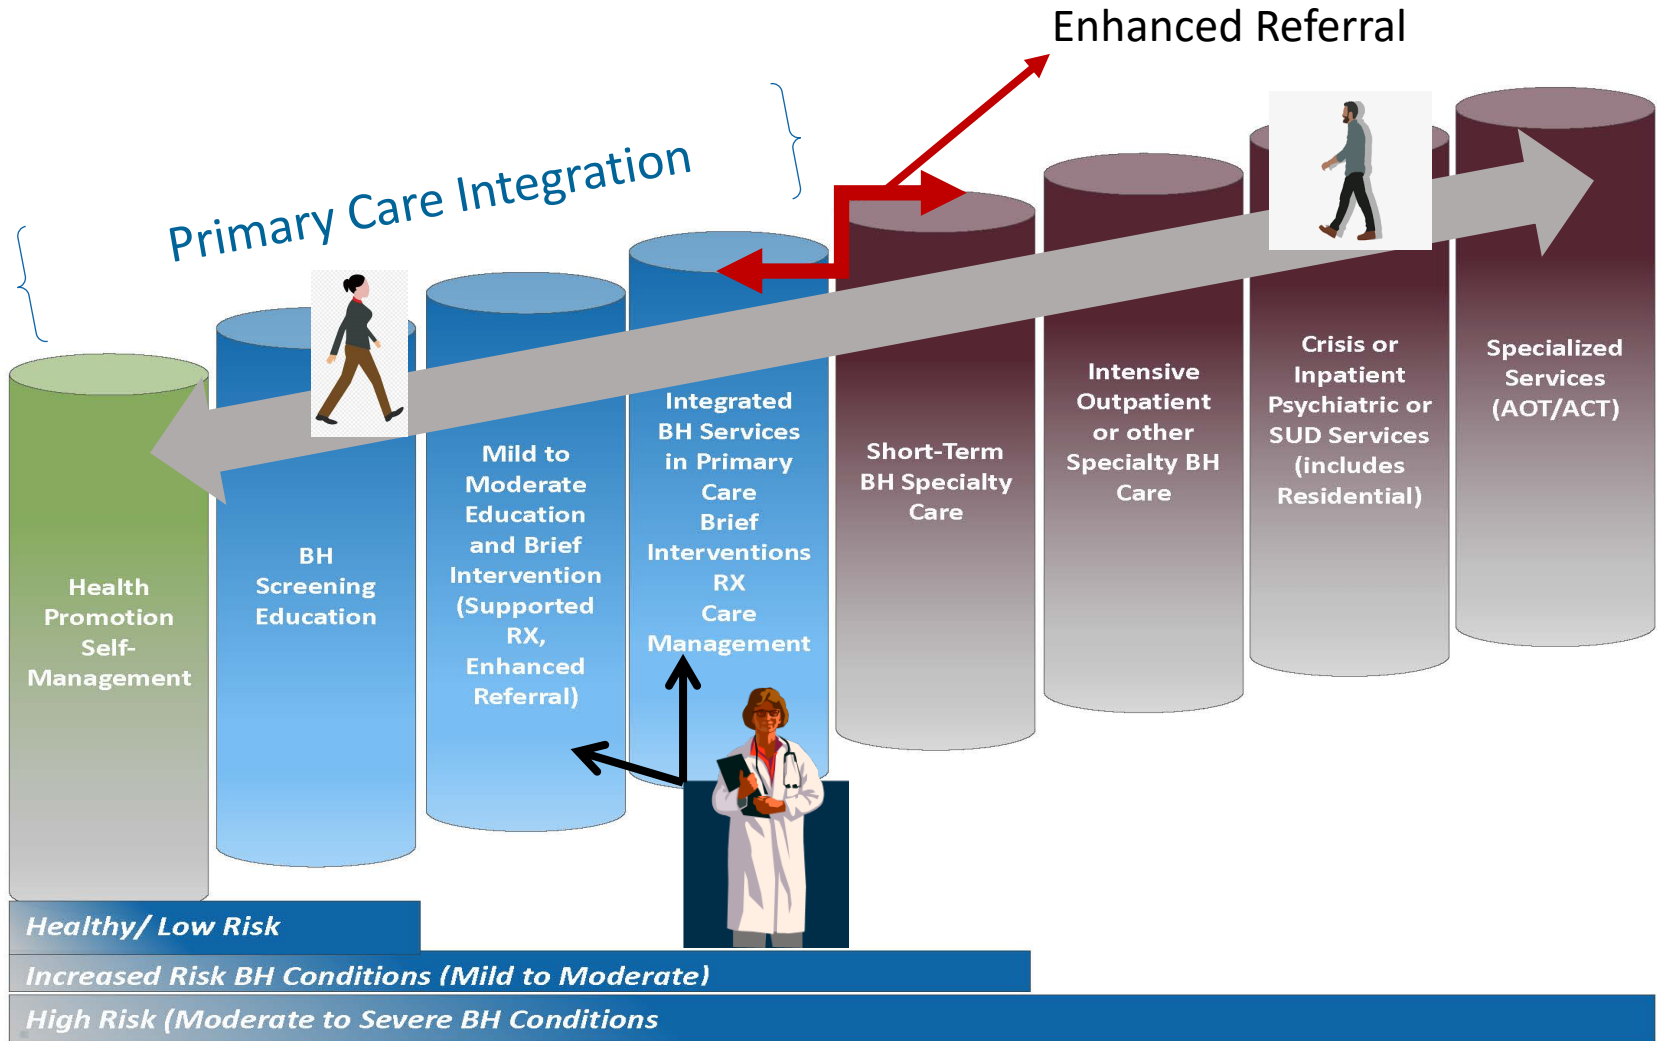 Enhanced Referral
Primary Care Integration
Health
Promotion
Self-
Management
BH
Screening
Education
Mild to
Moderate
Education
and Brief
Intervention
(Supported
RX,
Enhanced
Referral)
Integrated
BH Services
in Primary
Care
Brief
Interventions
RX
Care
Management
Short-Term
BH Specialty
Care
Intensive
Outpatient
or other
Specialty BH
Care
Crisis or
Inpatient
Psychiatric or
SUD Services
(includes
Residential)
Specialized
Services
(AOT/ACT)
Healthy/ Low Risk
Increased Risk BH Conditions (Mild to Moderate)
High Risk (Moderate to Severe BH Conditions